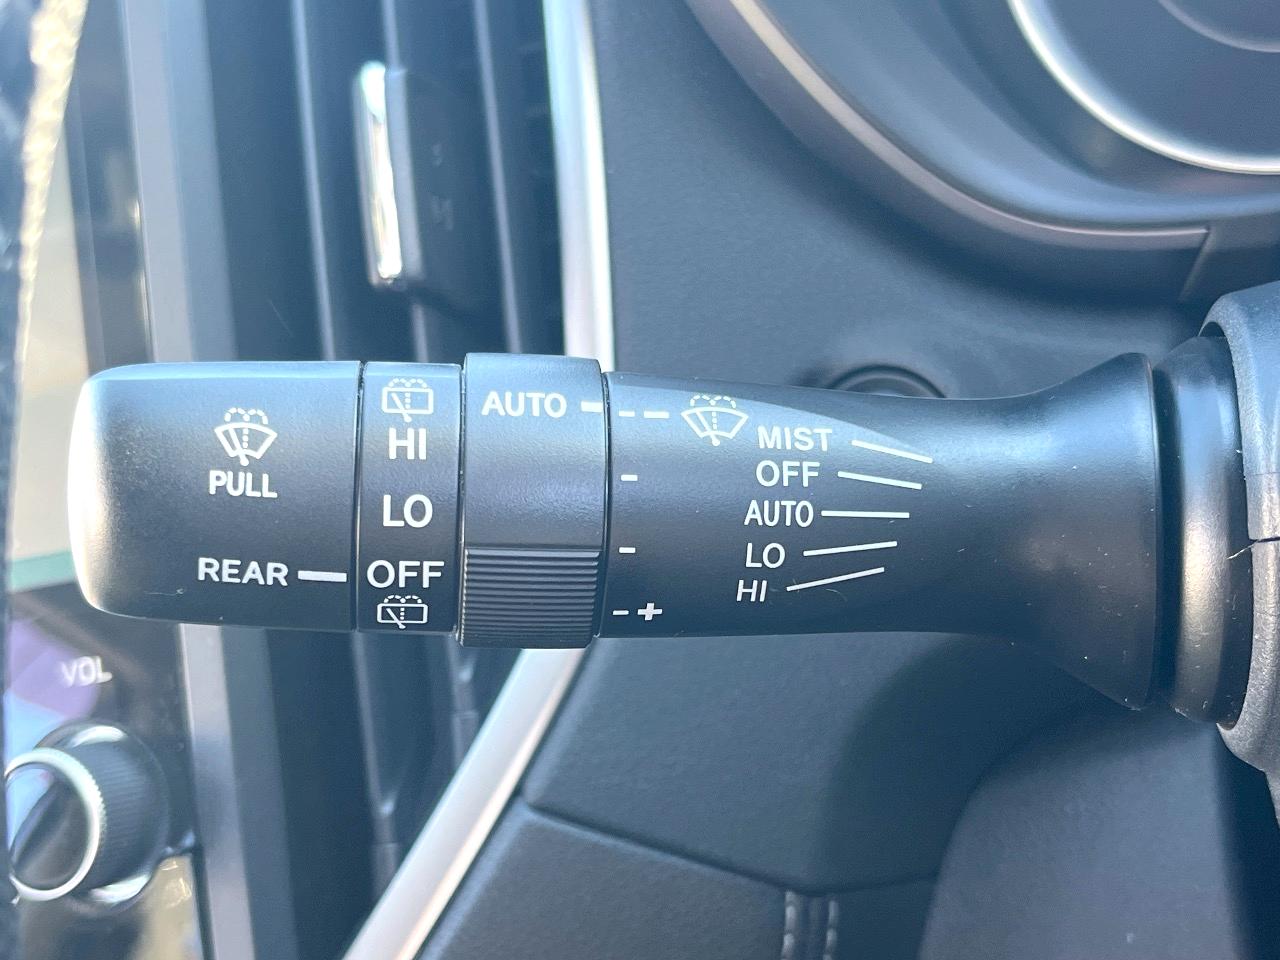 PULL
REAR
HI
LO
OFF
AUTO
- +
MIST
OFF
AUTO
LO
HI
VOL